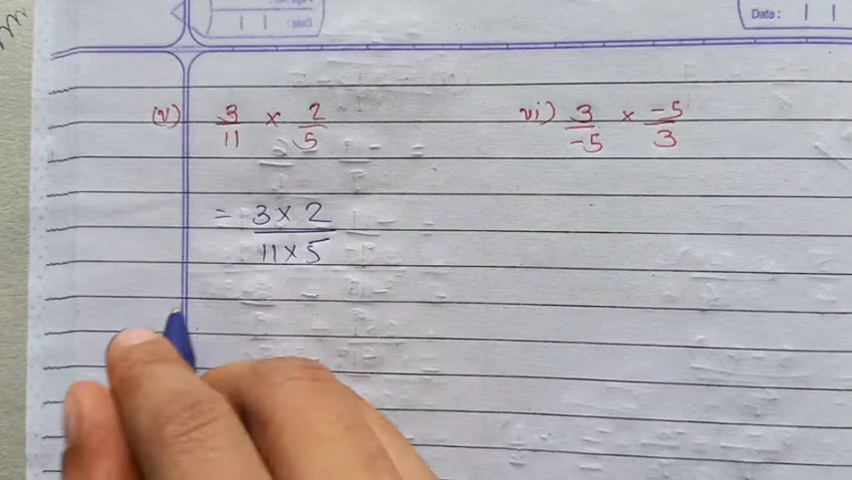 Date :
(v) 3/11 × 2/5
vi) 3/-5 × -5/3
= 3 × 2 / 11 × 5